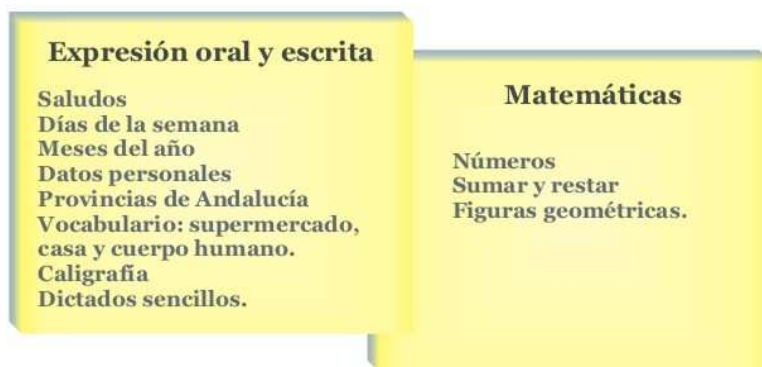 Expresión oral y escrita
Saludos
Días de la semana
Meses del año
Datos personales
Provincias de Andalucía
Vocabulario: supermercado,
casa y cuerpo humano.
Caligrafía
Dictados sencillos.
Matemáticas
Números
Sumar y restar
Figuras geométricas.